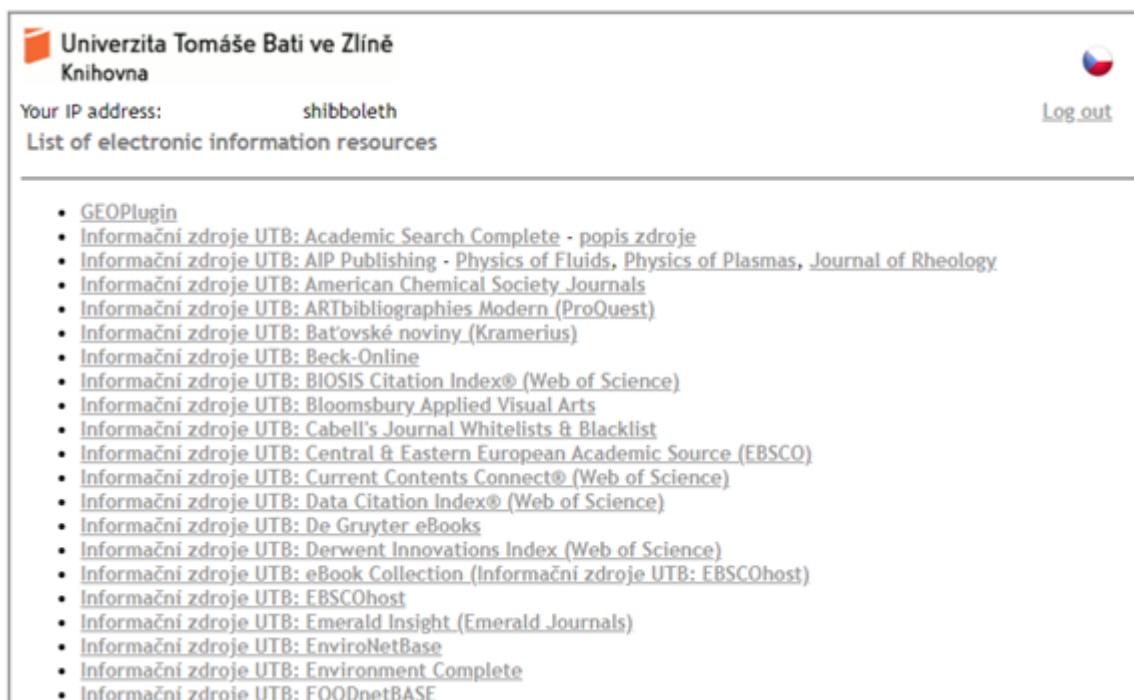 Univerzita Tomáše Bati ve Zlíně
Knihovna
Your IP address: shibboleth Log out
List of electronic information resources
• GEOPlugin
• Informační zdroje UTB: Academic Search Complete - popis zdroje
• Informační zdroje UTB: AIP Publishing - Physics of Fluids, Physics of Plasmas, Journal of Rheology
• Informační zdroje UTB: American Chemical Society Journals
• Informační zdroje UTB: ARTbibliographies Modern (ProQuest)
• Informační zdroje UTB: Baťovské noviny (Kramerius)
• Informační zdroje UTB: Beck-Online
• Informační zdroje UTB: BIOSIS Citation Index® (Web of Science)
• Informační zdroje UTB: Bloomsbury Applied Visual Arts
• Informační zdroje UTB: Cabell's Journal Whitelists & Blacklist
• Informační zdroje UTB: Central & Eastern European Academic Source (EBSCO)
• Informační zdroje UTB: Current Contents Connect® (Web of Science)
• Informační zdroje UTB: Data Citation Index® (Web of Science)
• Informační zdroje UTB: De Gruyter eBooks
• Informační zdroje UTB: Derwent Innovations Index (Web of Science)
• Informační zdroje UTB: eBook Collection (Informační zdroje UTB: EBSCOhost)
• Informační zdroje UTB: EBSCOhost
• Informační zdroje UTB: Emerald Insight (Emerald Journals)
• Informační zdroje UTB: EnviroNetBase
• Informační zdroje UTB: Environment Complete
• Informační zdroje UTB: FOODnetBASE